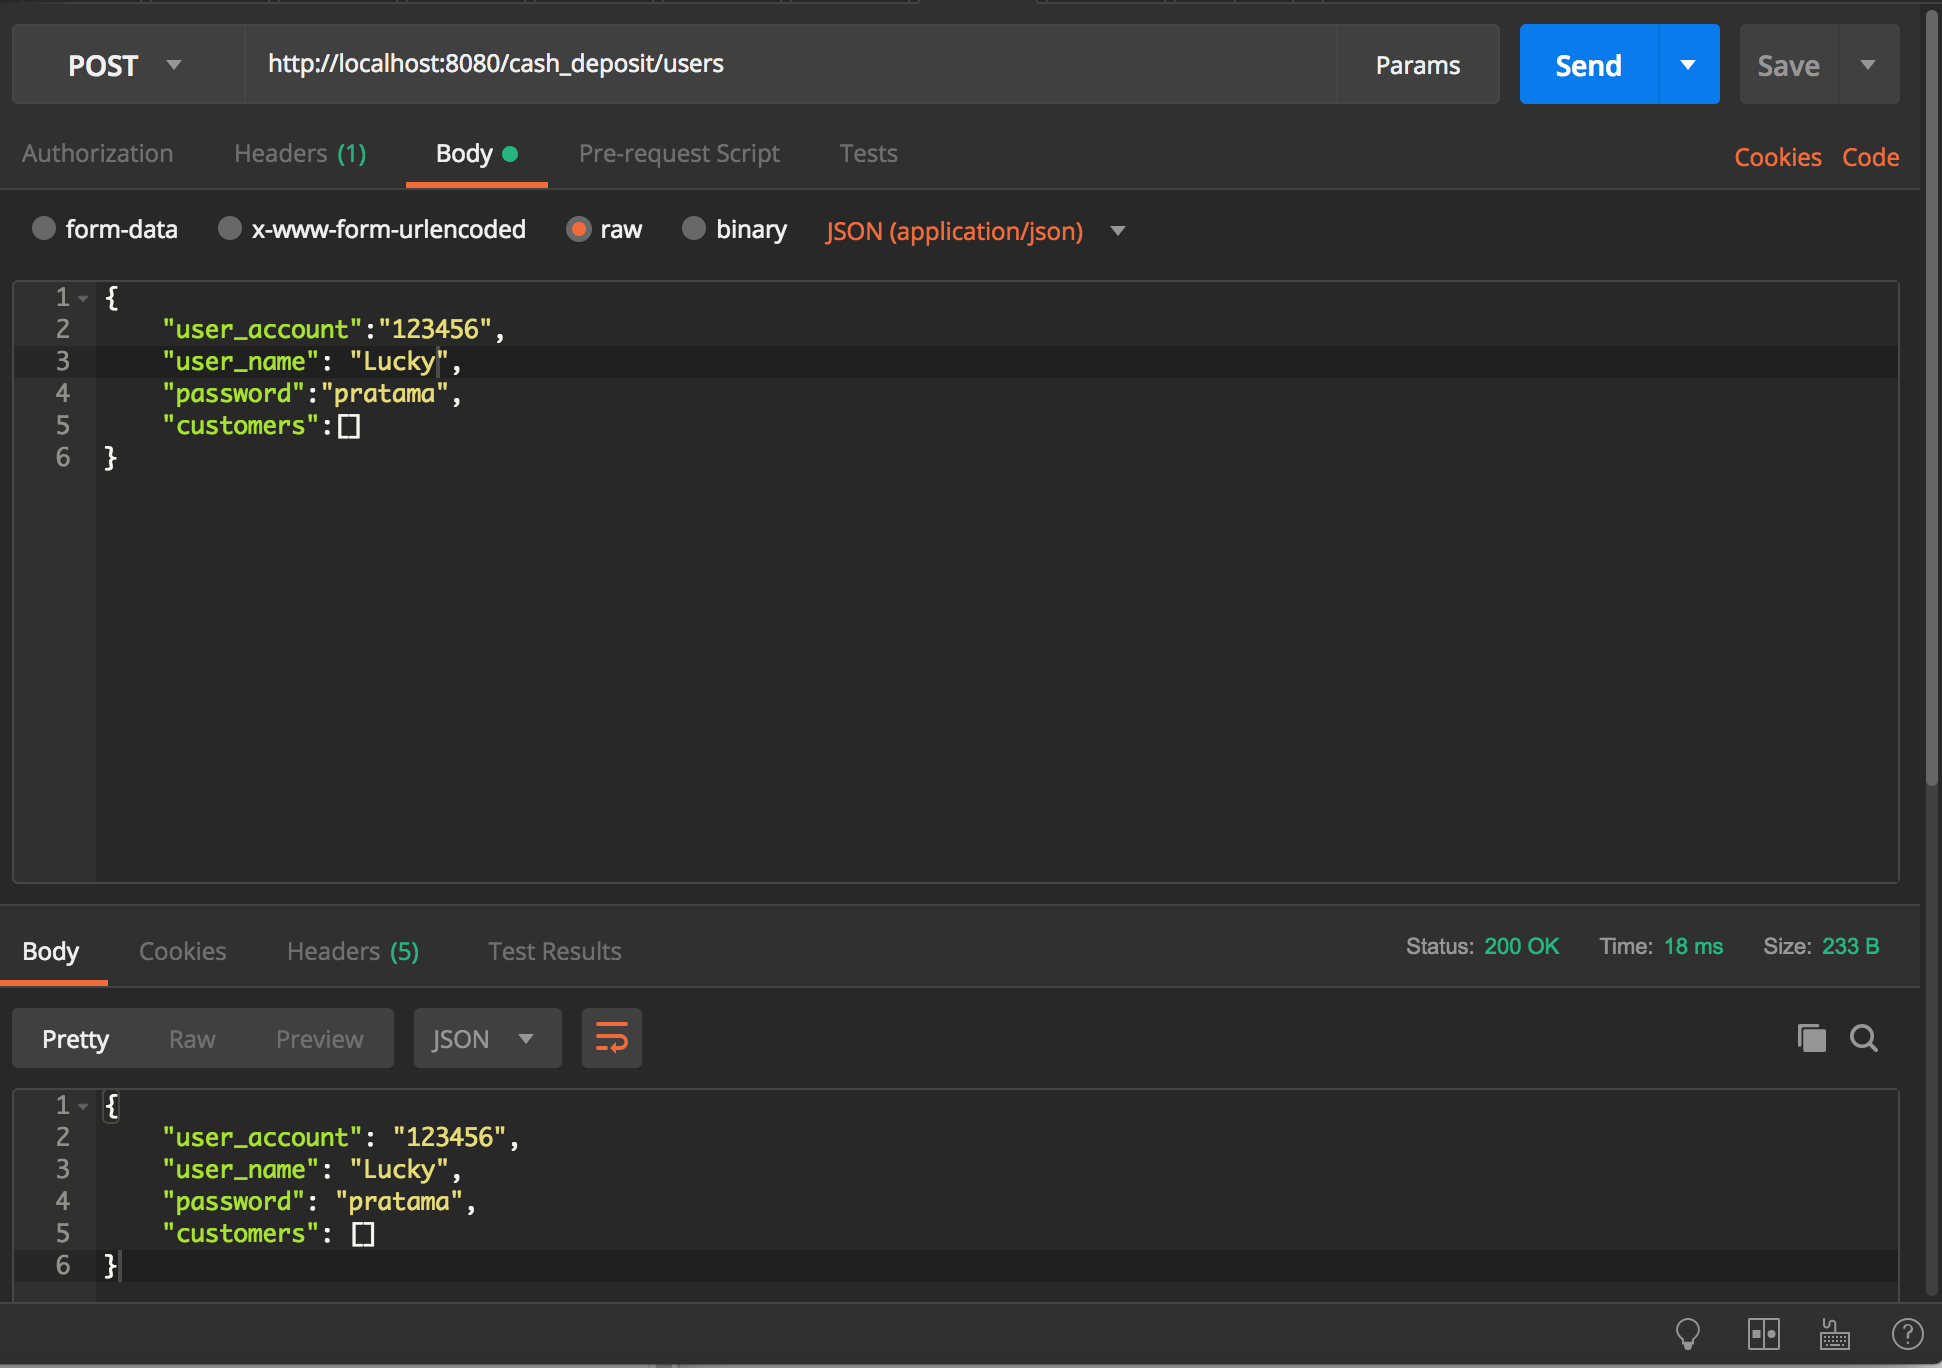 POST http://localhost:8080/cash_deposit/users Params Send Save
Authorization Headers (1) Body Pre-request Script Tests Cookies Code
form-data x-www-form-urlencoded raw binary JSON (application/json)
1 {
2 "user_account":"123456",
3 "user_name": "Lucky",
4 "password":"pratama",
5 "customers":[]
6 }
Body Cookies Headers (5) Test Results Status: 200 OK Time: 18 ms Size: 233 B
Pretty Raw Preview JSON
1 {
2 "user_account": "123456",
3 "user_name": "Lucky",
4 "password": "pratama",
5 "customers": []
6 }